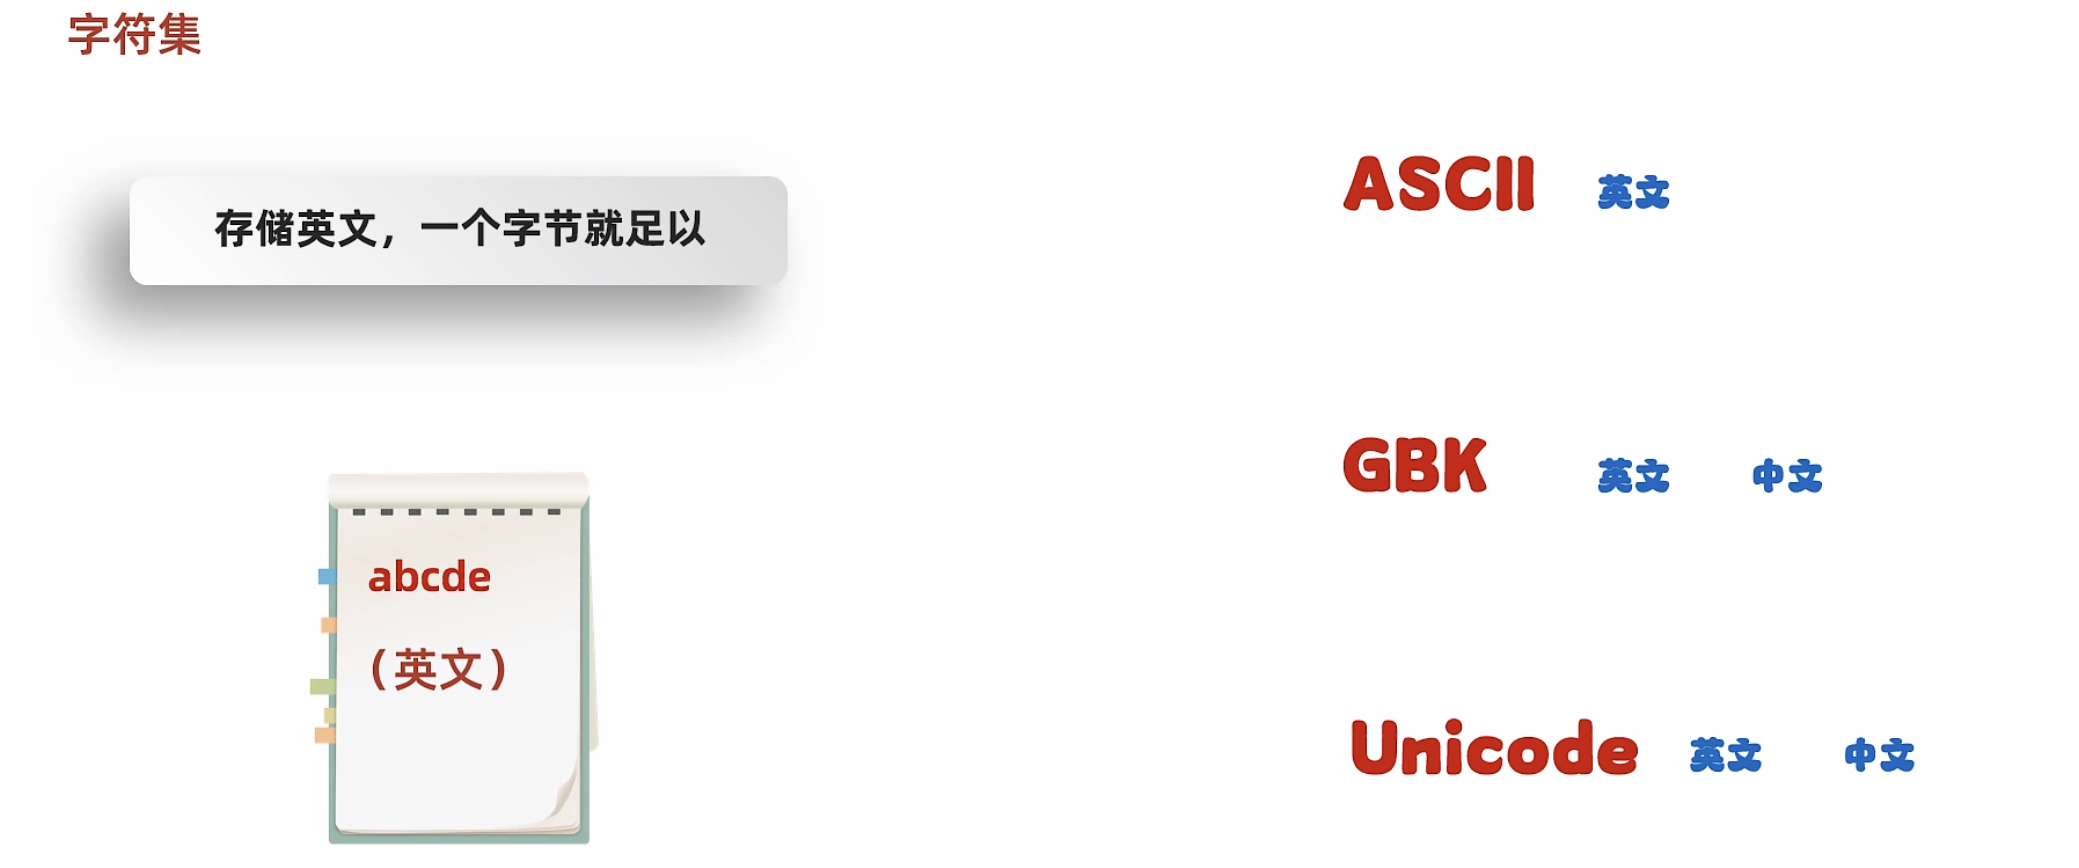 字符集
存储英文，一个字节就足以
abcde
（英文）
ASCII 英文
GBK 英文 中文
Unicode 英文 中文